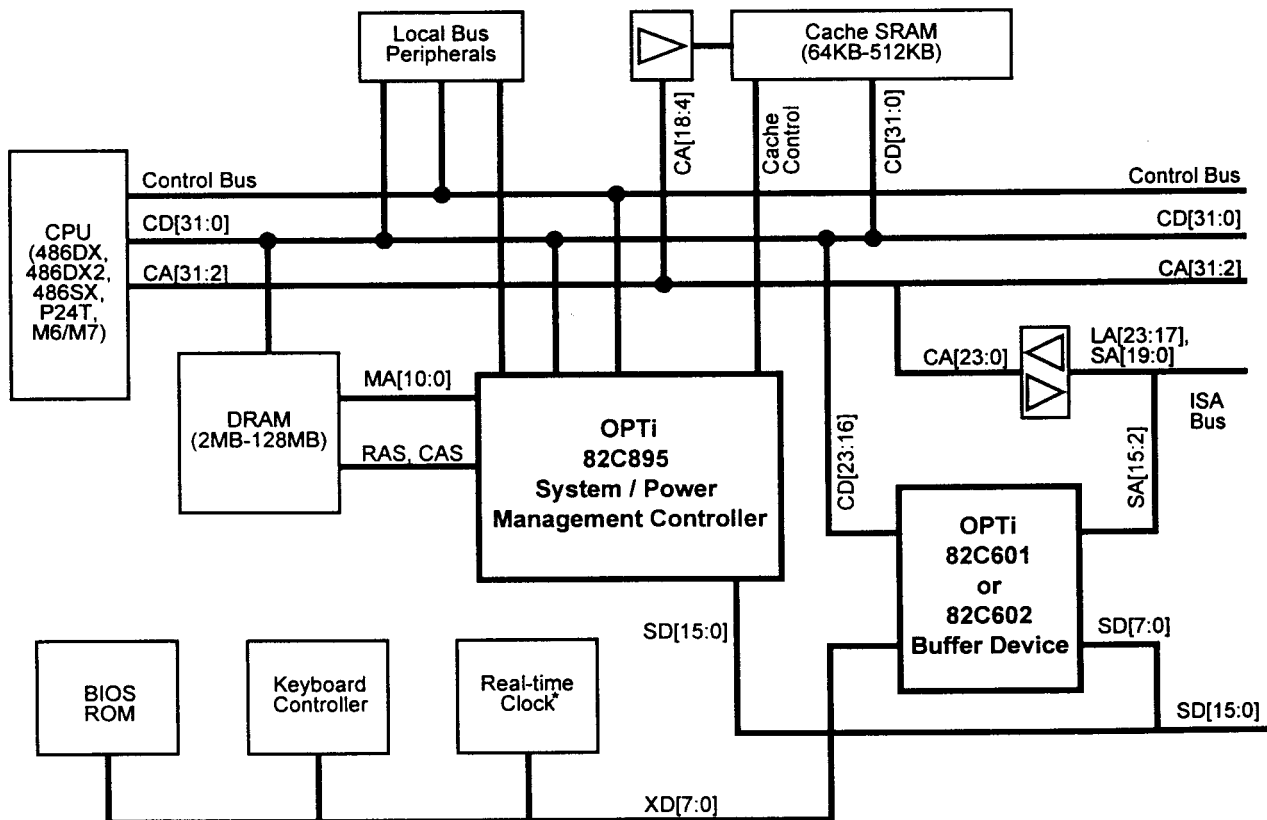 Local Bus
Peripherals
Cache SRAM
(64KB-512KB)
CA[18:4]
Cache
Control
CD[31:0]
CPU
(486DX,
486DX2,
486SX,
P24T,
M6/M7)
Control Bus
Control Bus
CD[31:0]
CD[31:0]
CA[31:2]
CA[31:2]
DRAM
(2MB-128MB)
MA[10:0]
RAS, CAS
OPTi
82C895
System / Power
Management Controller
CA[23:0]
LA[23:17],
SA[19:0]
ISA
Bus
CD[23:16]
SA[15:2]
OPTi
82C601
or
82C602
Buffer Device
SD[15:0]
SD[7:0]
SD[15:0]
BIOS
ROM
Keyboard
Controller
Real-time
Clock*
XD[7:0]